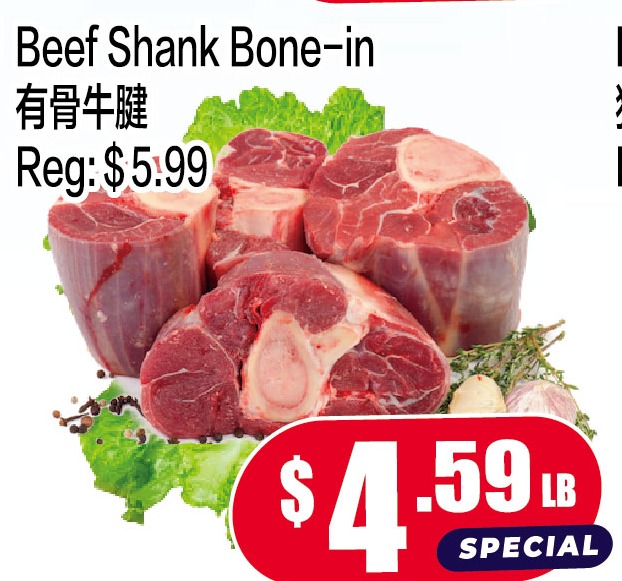 Beef Shank Bone-in
有骨牛腱
Reg: $5.99
$4.59 LB
SPECIAL